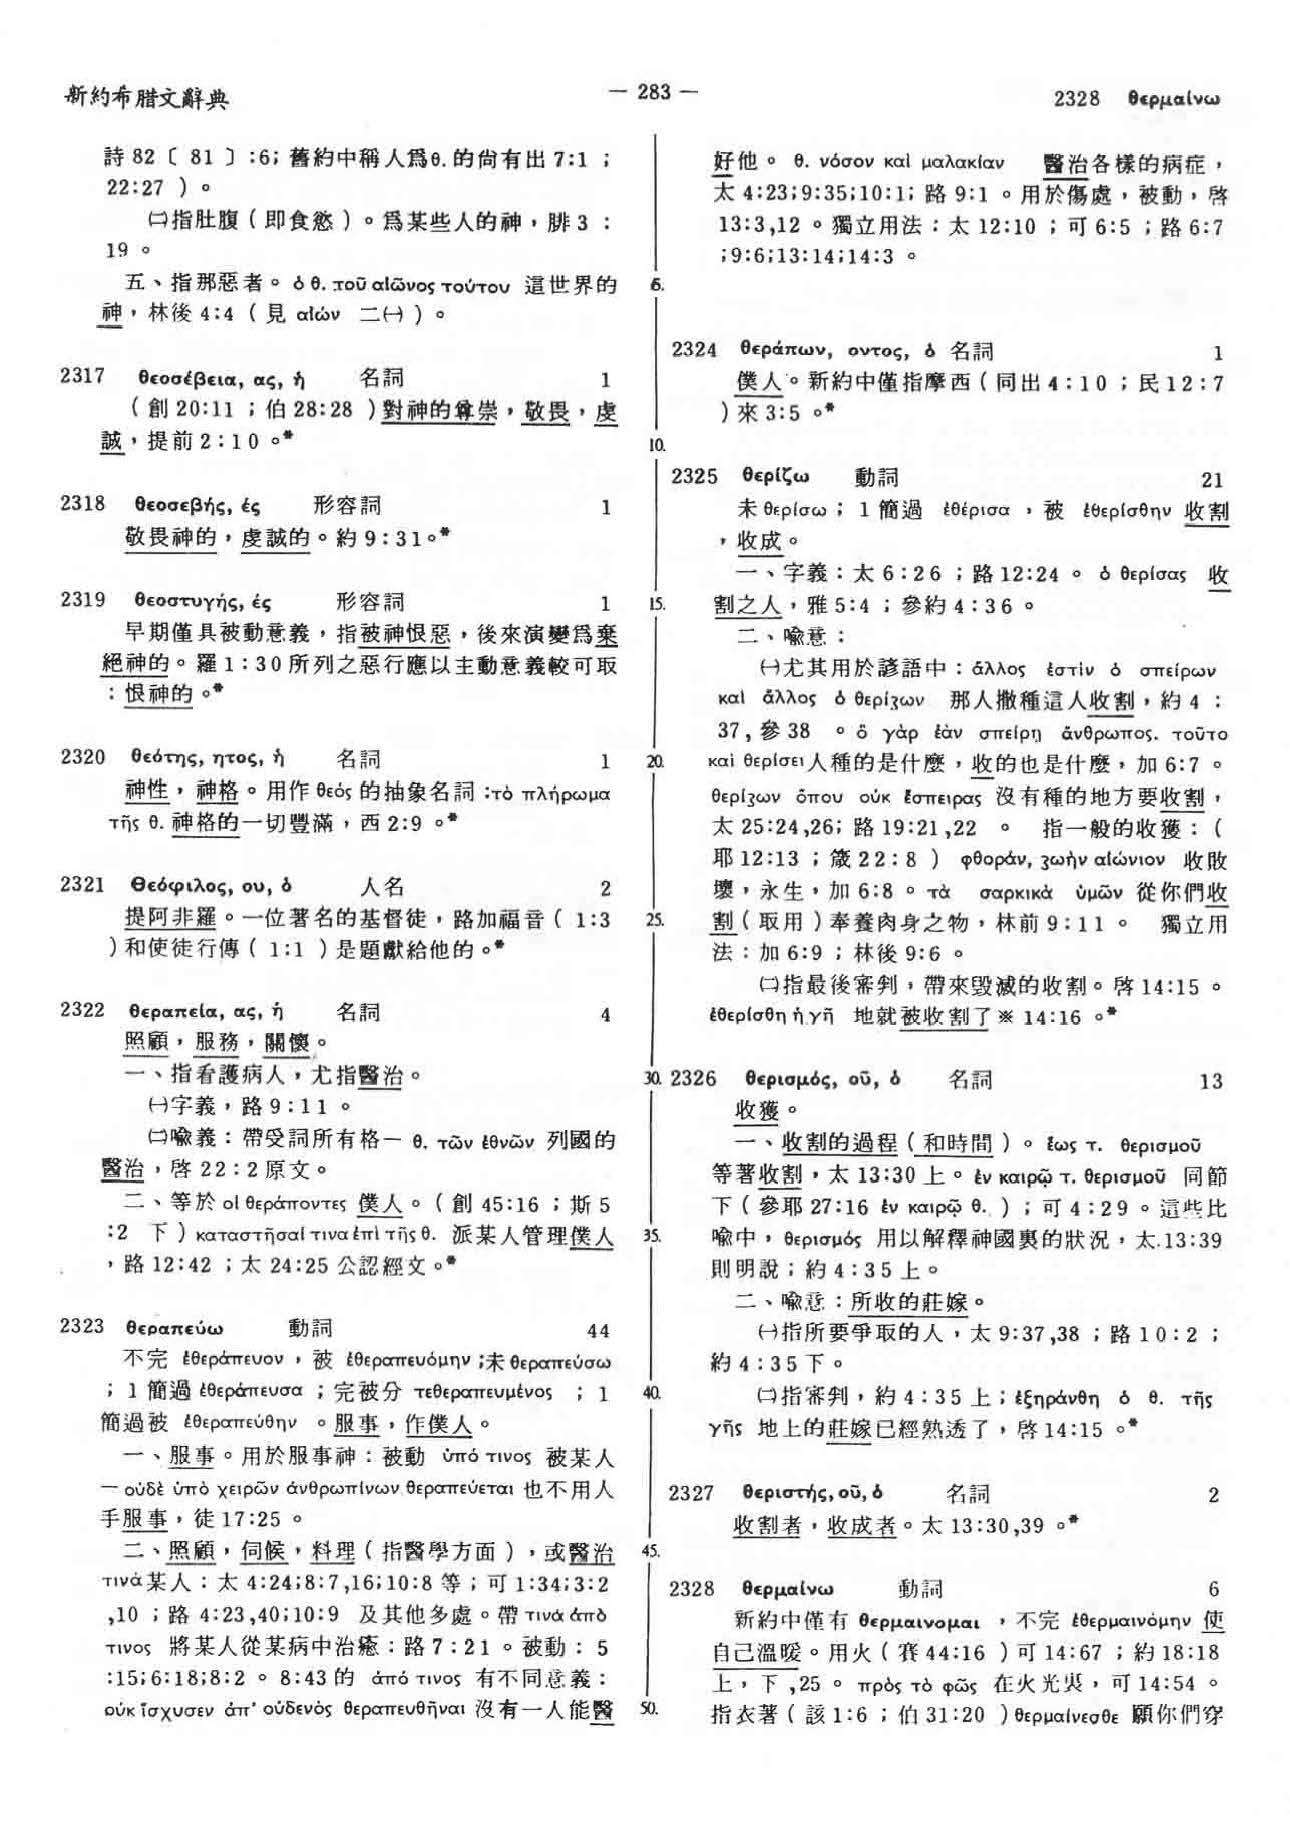 新約希腊文辭典
— 283 —
2328 θερμαίνω
詩 82〔 81 〕:6; 舊約中稱人爲θ.的尙有出 7:1 ;
22:27 ) 。
㈡指肚腹 ( 即食慾 ) 。爲某些人的神,腓 3 :
19 。
五、指那惡者。 ὁ θ. τοῦ αἰῶνος τούτου 這世界的
神,林後 4:4 ( 見 αἰών 二㈠ ) 。
2317 θεοσέβεια, ας, ἡ 名詞 1
( 創 20:11 ; 伯 28:28 ) 對神的尊崇,敬畏,虔
誠,提前 2:10 。*
2318 θεοσεβής, ές 形容詞 1
敬畏神的,虔誠的。約 9:31。*
2319 θεοστυγής, ές 形容詞 1
早期僅具被動意義,指被神恨惡,後來演變爲棄
絕神的。羅 1:30 所列之惡行應以主動意義較可取
:恨神的。*
2320 θεότης, ητος, ἡ 名詞 1
神性,神格。用作 θεός 的抽象名詞:τὸ πλήρωμα
τῆς θ. 神格的一切豐滿,西 2:9 。*
2321 Θεόφιλος, ου, ὁ 人名 2
提阿非羅。一位著名的基督徒,路加福音 ( 1:3
) 和使徒行傳 ( 1:1 ) 是題獻給他的。*
2322 θεραπεία, ας, ἡ 名詞 4
照顧,服務,關懷。
一、指看護病人,尤指醫治。
㈠字義,路 9:11 。
㈡喩義:帶受詞所有格— θ. τῶν ἐθνῶν 列國的
醫治,啓 22:2 原文。
二、等於 οἱ θεράποντες 僕人。( 創 45:16 ; 斯 5
:2 下 ) καταστῆσαί τινα ἐπὶ τῆς θ. 派某人管理僕人
,路 12:42 ;太 24:25 公認經文。*
2323 θεραπεύω 動詞 44
不完 ἐθεράπευον ,被 ἐθεραπευόμην ;未 θεραπεύσω
; 1 簡過 ἐθεράπευσα ;完被分 τεθεραπευμένος ; 1
簡過被 ἐθεραπεύθην 。服事,作僕人。
一、服事。用於服事神:被動 ὑπό τινος 被某人
— οὐδὲ ὑπὸ χειρῶν ἀνθρωπίνων θεραπεύεται 也不用人
手服事,徒 17:25 。
二、照顧,伺候,料理 ( 指醫學方面 ) ,或醫治
τινά 某人:太 4:24;8:7,16;10:8 等;可 1:34;3:2
,10 ;路 4:23,40;10:9 及其他多處。帶 τινὰ ἀπό
τινος 將某人從某病中治癒:路 7:21 。被動: 5
:15;6:18;8:2 。 8:43 的 ἀπό τινος 有不同意義:
οὐκ ἴσχυσεν ἀπ' οὐδενός θεραπευθῆναι 沒有一人能醫
5.
10.
15.
20.
25.
30.
35.
40.
45.
50.
好他。 θ. νόσον καὶ μαλακίαν 醫治各樣的病症,
太 4:23;9:35;10:1; 路 9:1 。用於傷處,被動,啓
13:3,12 。獨立用法:太 12:10 ;可 6:5 ;路 6:7
;9:6;13:14;14:3 。
2324 θεράπων, οντος, ὁ 名詞 1
僕人。新約中僅指摩西 ( 同出 4:10 ;民 12:7
) 來 3:5 。*
2325 θερίζω 動詞 21
未 θερίσω ; 1 簡過 ἐθέρισα ,被 ἐθερίσθην 收割
,收成。
一、字義:太 6:26 ;路 12:24 。 ὁ θερίσας 收
割之人,雅 5:4 ;參約 4:36 。
二、喩意:
㈠尤其用於諺語中:ἄλλος ἐστίν ὁ σπείρων
καὶ ἄλλος ὁ θερίζων 那人撒種這人收割,約 4 :
37, 參 38 。 ὃ γὰρ ἐὰν σπείρῃ ἄνθρωπος. τοῦτο
καὶ θερίσει 人種的是什麼,收的也是什麼,加 6:7 。
θερίζων ὅπου οὐκ ἔσπειρας 沒有種的地方要收割,
太 25:24,26; 路 19:21,22 。 指一般的收獲: (
耶 12:13 ;箴 22:8 ) φθοράν, ζωὴν αἰώνιον 收敗
壞,永生,加 6:8 。 τὰ σαρκικὰ ὑμῶν 從你們收
割 ( 取用 ) 奉養肉身之物,林前 9:11 。 獨立用
法:加 6:9 ;林後 9:6 。
㈡指最後審判,帶來毀滅的收割。啓 14:15 。
ἐθερίσθη ἡ γῆ 地就被收割了※ 14:16 。*
2326 θερισμός, οῦ, ὁ 名詞 13
收獲。
一、收割的過程 ( 和時間 ) 。 ἕως τ. θερισμοῦ
等著收割,太 13:30 上。 ἐν καιρῷ τ. θερισμοῦ 同節
下 ( 參耶 27:16 ἐν καιρῷ θ. ) ;可 4:29 。這些比
喩中, θερισμός 用以解釋神國裏的狀況,太 13:39
則明說;約 4:35 上。
二、喩意:所收的莊嫁。
㈠指所要爭取的人,太 9:37,38 ;路 10:2 ;
約 4:35 下。
㈡指審判,約 4:35 上;ἐξηράνθη ὁ θ. τῆς
γῆς 地上的莊嫁已經熟透了,啓 14:15 。*
2327 θεριστής, οῦ, ὁ 名詞 2
收割者,收成者。太 13:30,39 。*
2328 θερμαίνω 動詞 6
新約中僅有 θερμαινομαι ,不完 ἐθερμαινόμην 使
自己溫暖。用火 ( 賽 44:16 ) 可 14:67 ;約 18:18
上,下 ,25 。 πρὸς τὸ φῶς 在火光裏,可 14:54 。
指衣著 ( 該 1:6 ;伯 31:20 ) θερμαίνεσθε 願你們穿